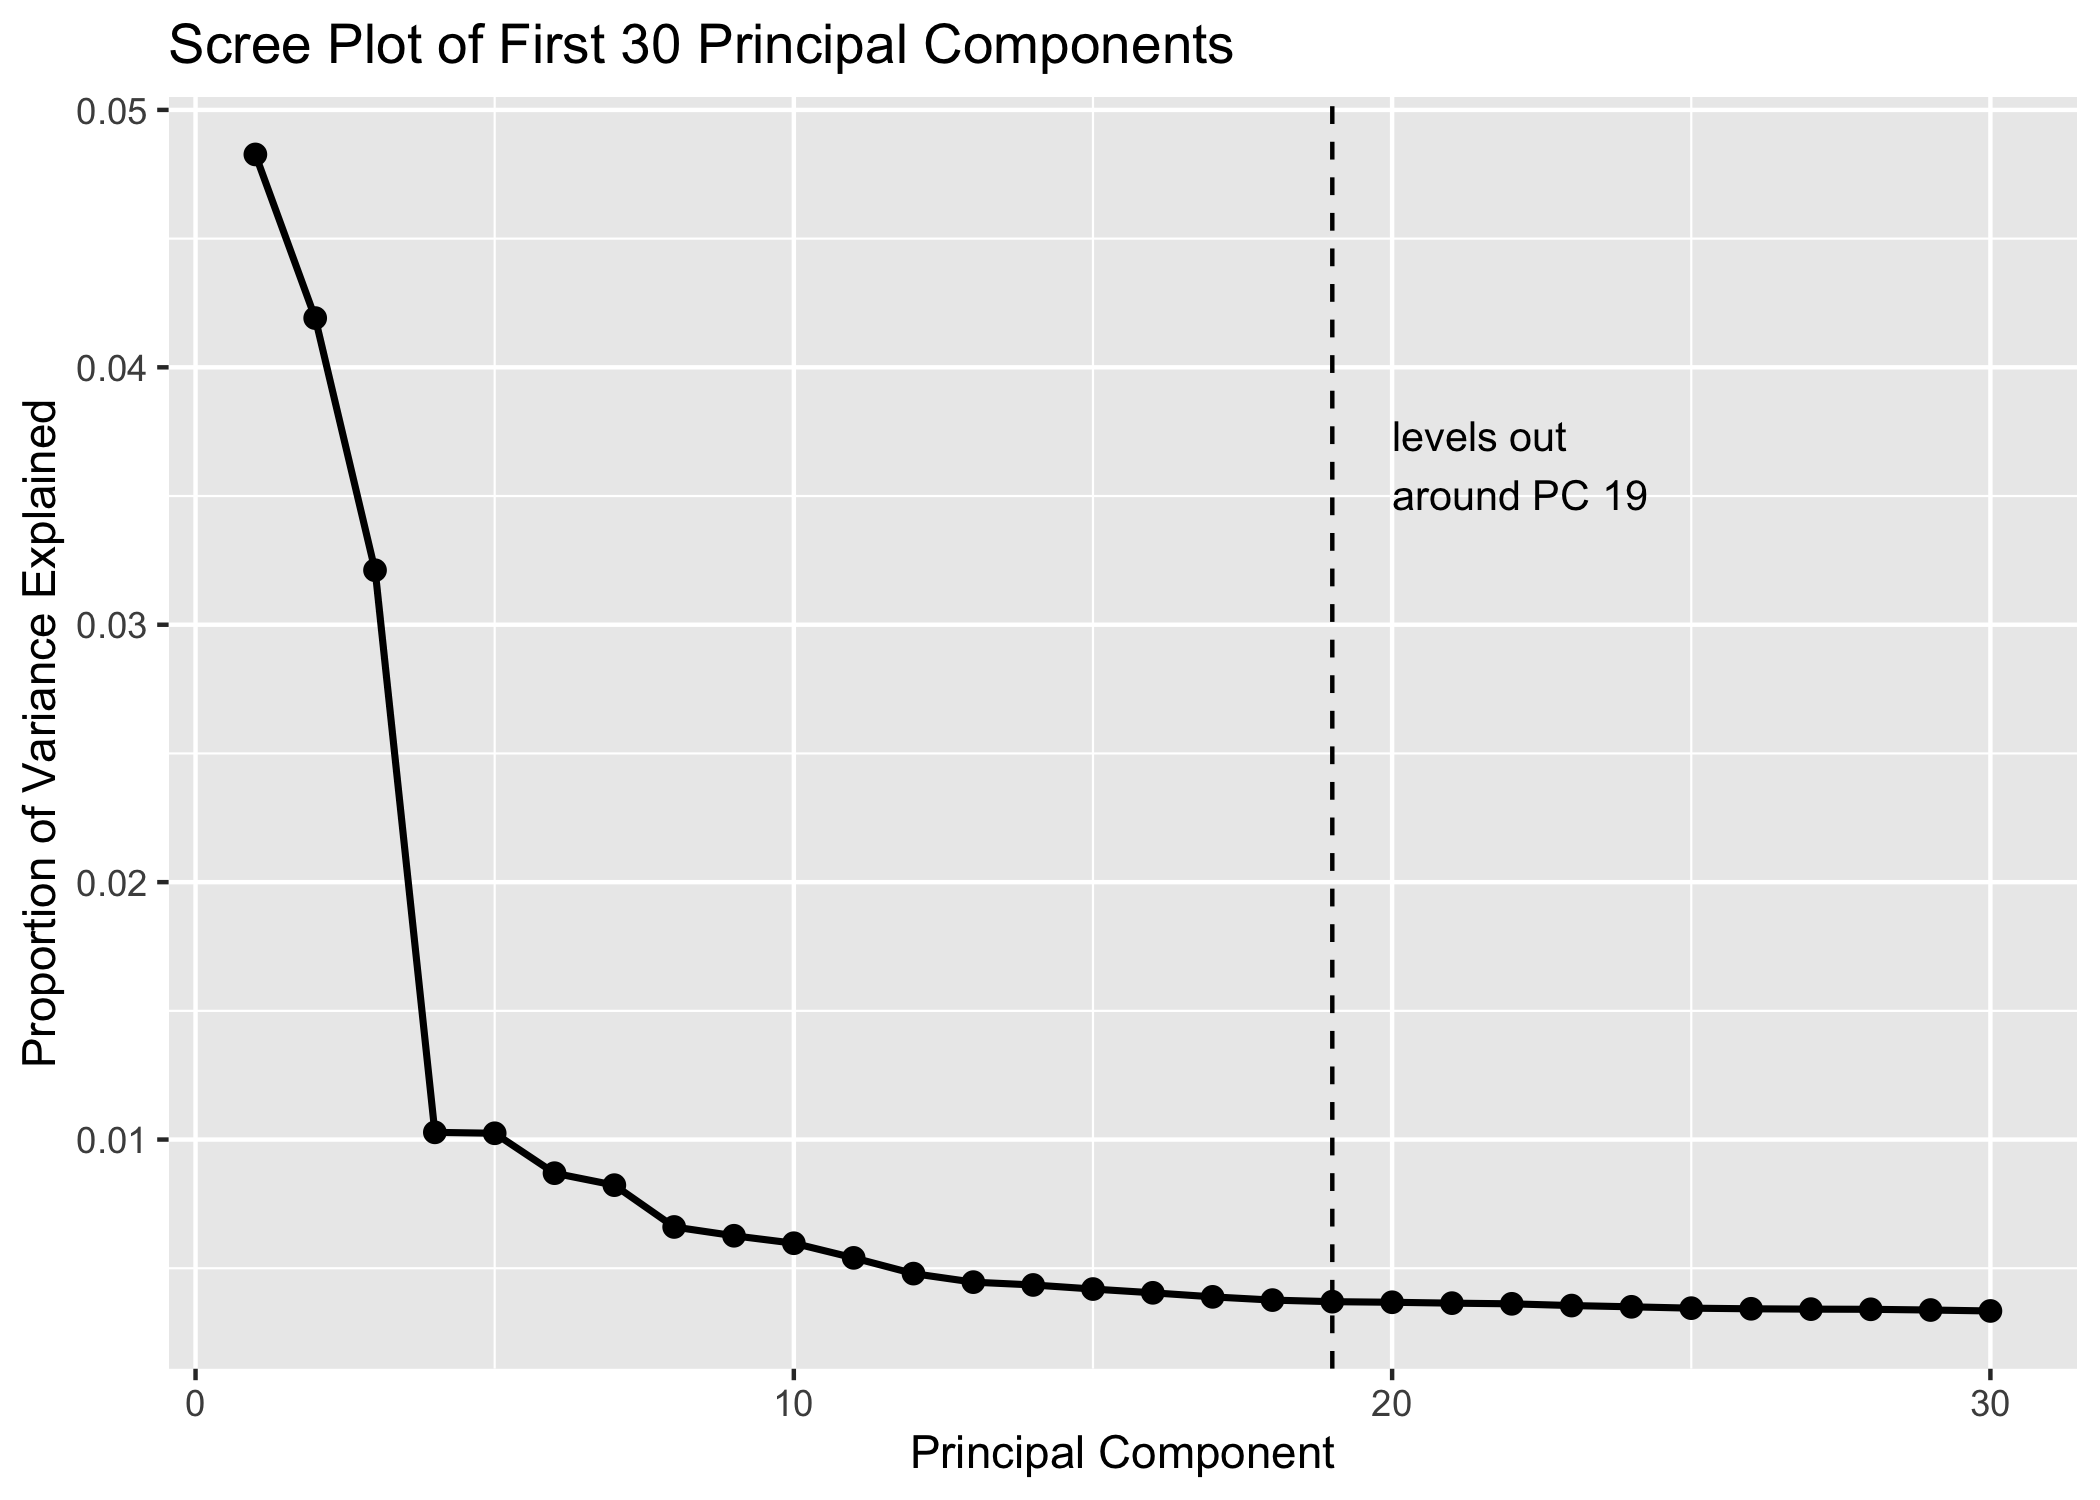 Scree Plot of First 30 Principal Components
Proportion of Variance Explained
0.05
0.04
0.03
0.02
0.01
levels out
around PC 19
0
10
20
30
Principal Component